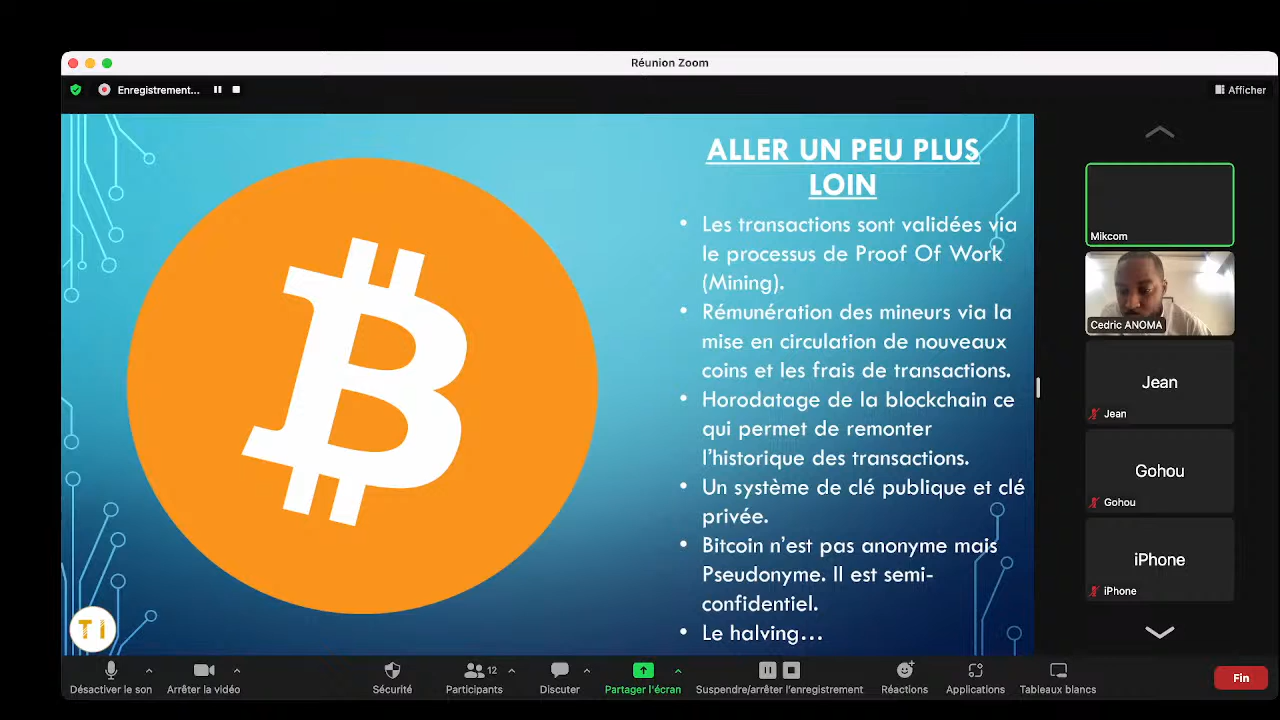 Réunion Zoom
Enregistrement...
Afficher
ALLER UN PEU PLUS
LOIN
• Les transactions sont validées via
le processus de Proof Of Work
(Mining).
• Rémunération des mineurs via la
mise en circulation de nouveaux
coins et les frais de transactions.
• Horodatage de la blockchain ce
qui permet de remonter
l’historique des transactions.
• Un système de clé publique et clé
privée.
• Bitcoin n’est pas anonyme mais
Pseudonyme. Il est semi-
confidentiel.
• Le halving…
TI
Mikcom
Cedric ANOMA
Jean
Jean
Gohou
Gohou
iPhone
iPhone
Désactiver le son
Arrêter la vidéo
Sécurité
12
Participants
Discuter
Partager l'écran
Suspendre/arrêter l'enregistrement
Réactions
Applications
Tableaux blancs
Fin